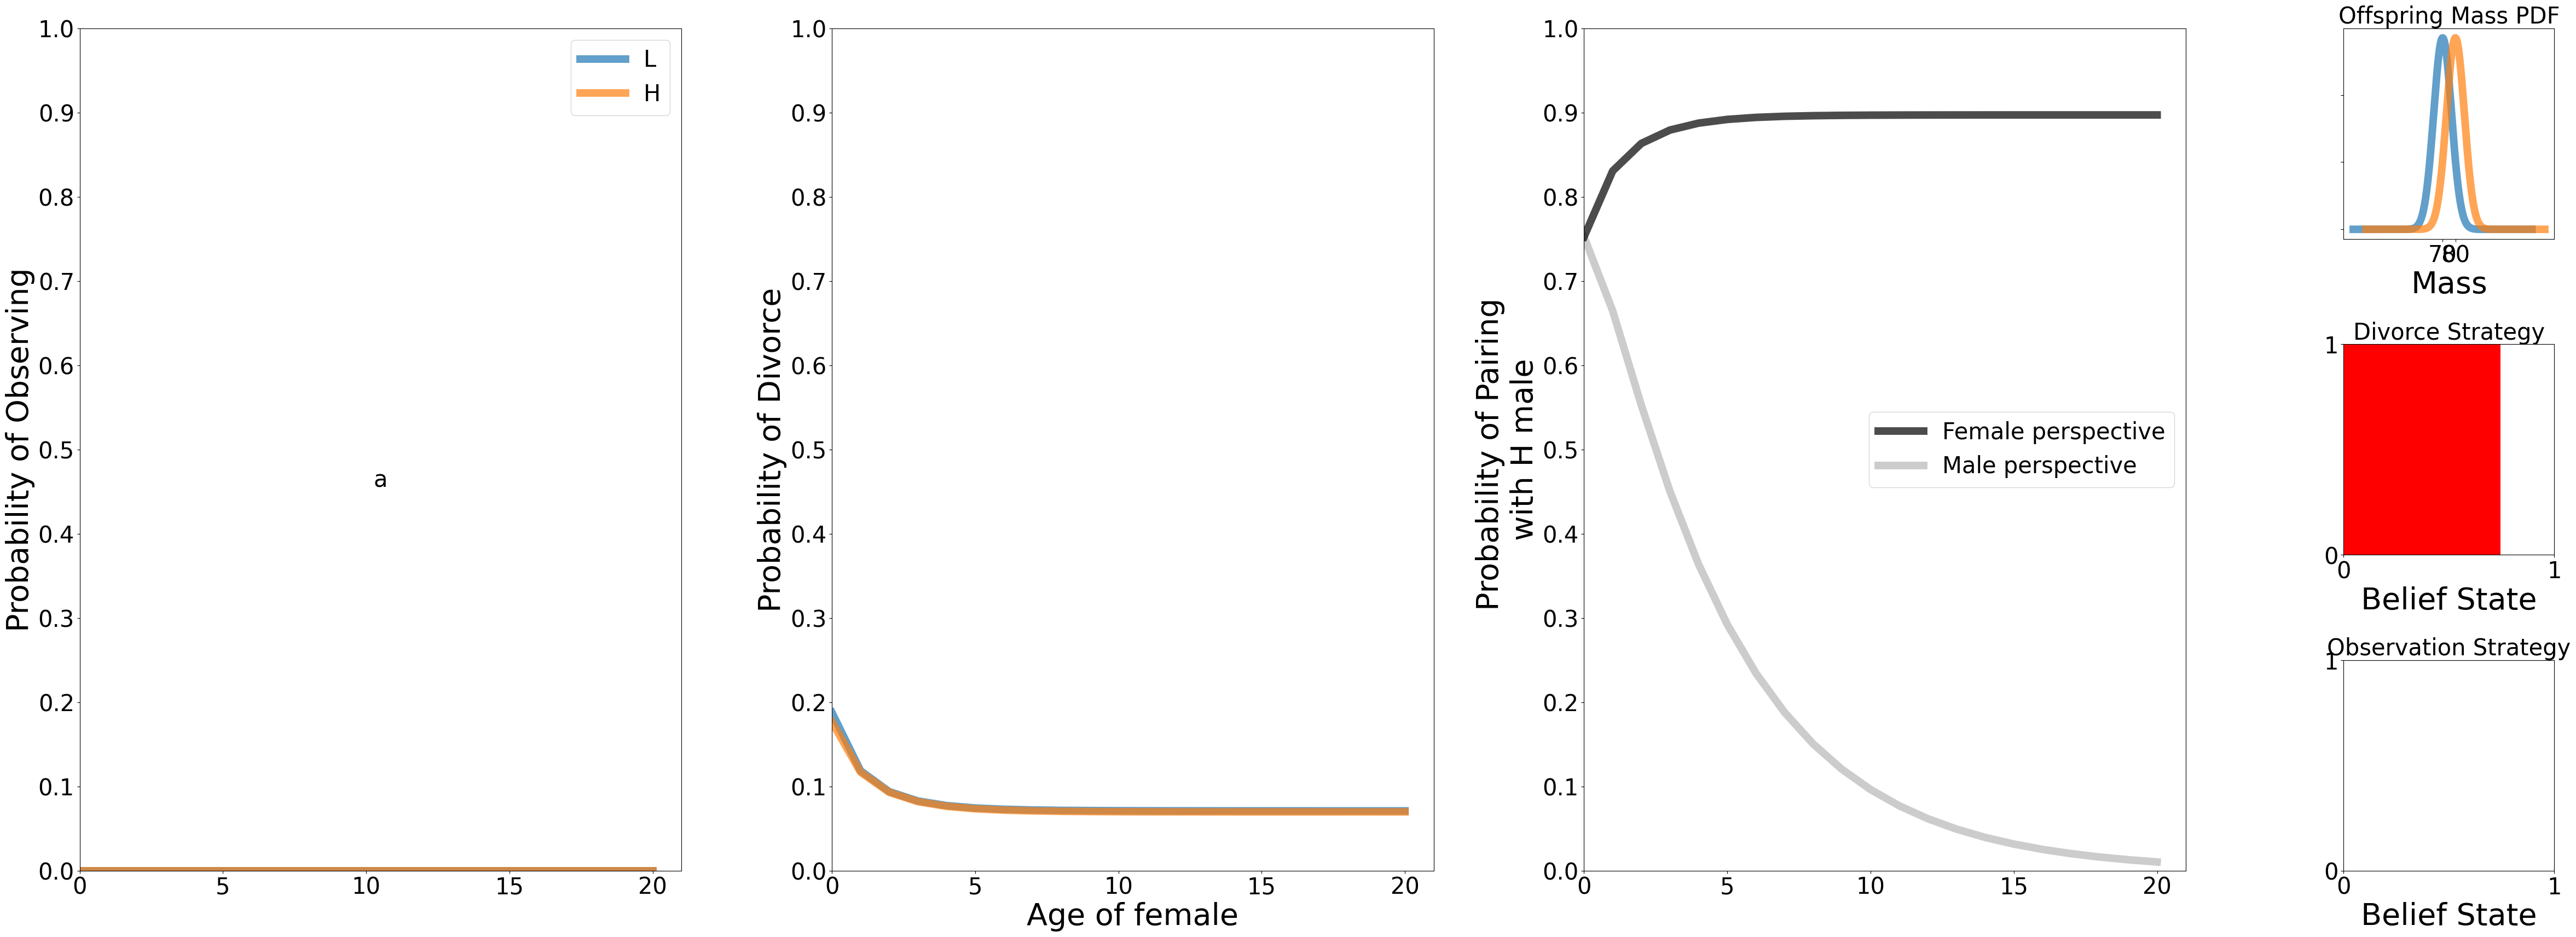 Probability of Observing
1.0
0.9
0.8
0.7
0.6
0.5
0.4
0.3
0.2
0.1
0.0
L
H
a
0 5 10 15 20
Probability of Divorce
1.0
0.9
0.8
0.7
0.6
0.5
0.4
0.3
0.2
0.1
0.0
0 5 10 15 20
Age of female
Probability of Pairing
with H male
1.0
0.9
0.8
0.7
0.6
0.5
0.4
0.3
0.2
0.1
0.0
Female perspective
Male perspective
0 5 10 15 20
Offspring Mass PDF
Mass
Divorce Strategy
1
0
0 1
Belief State
Observation Strategy
1
0
0 1
Belief State